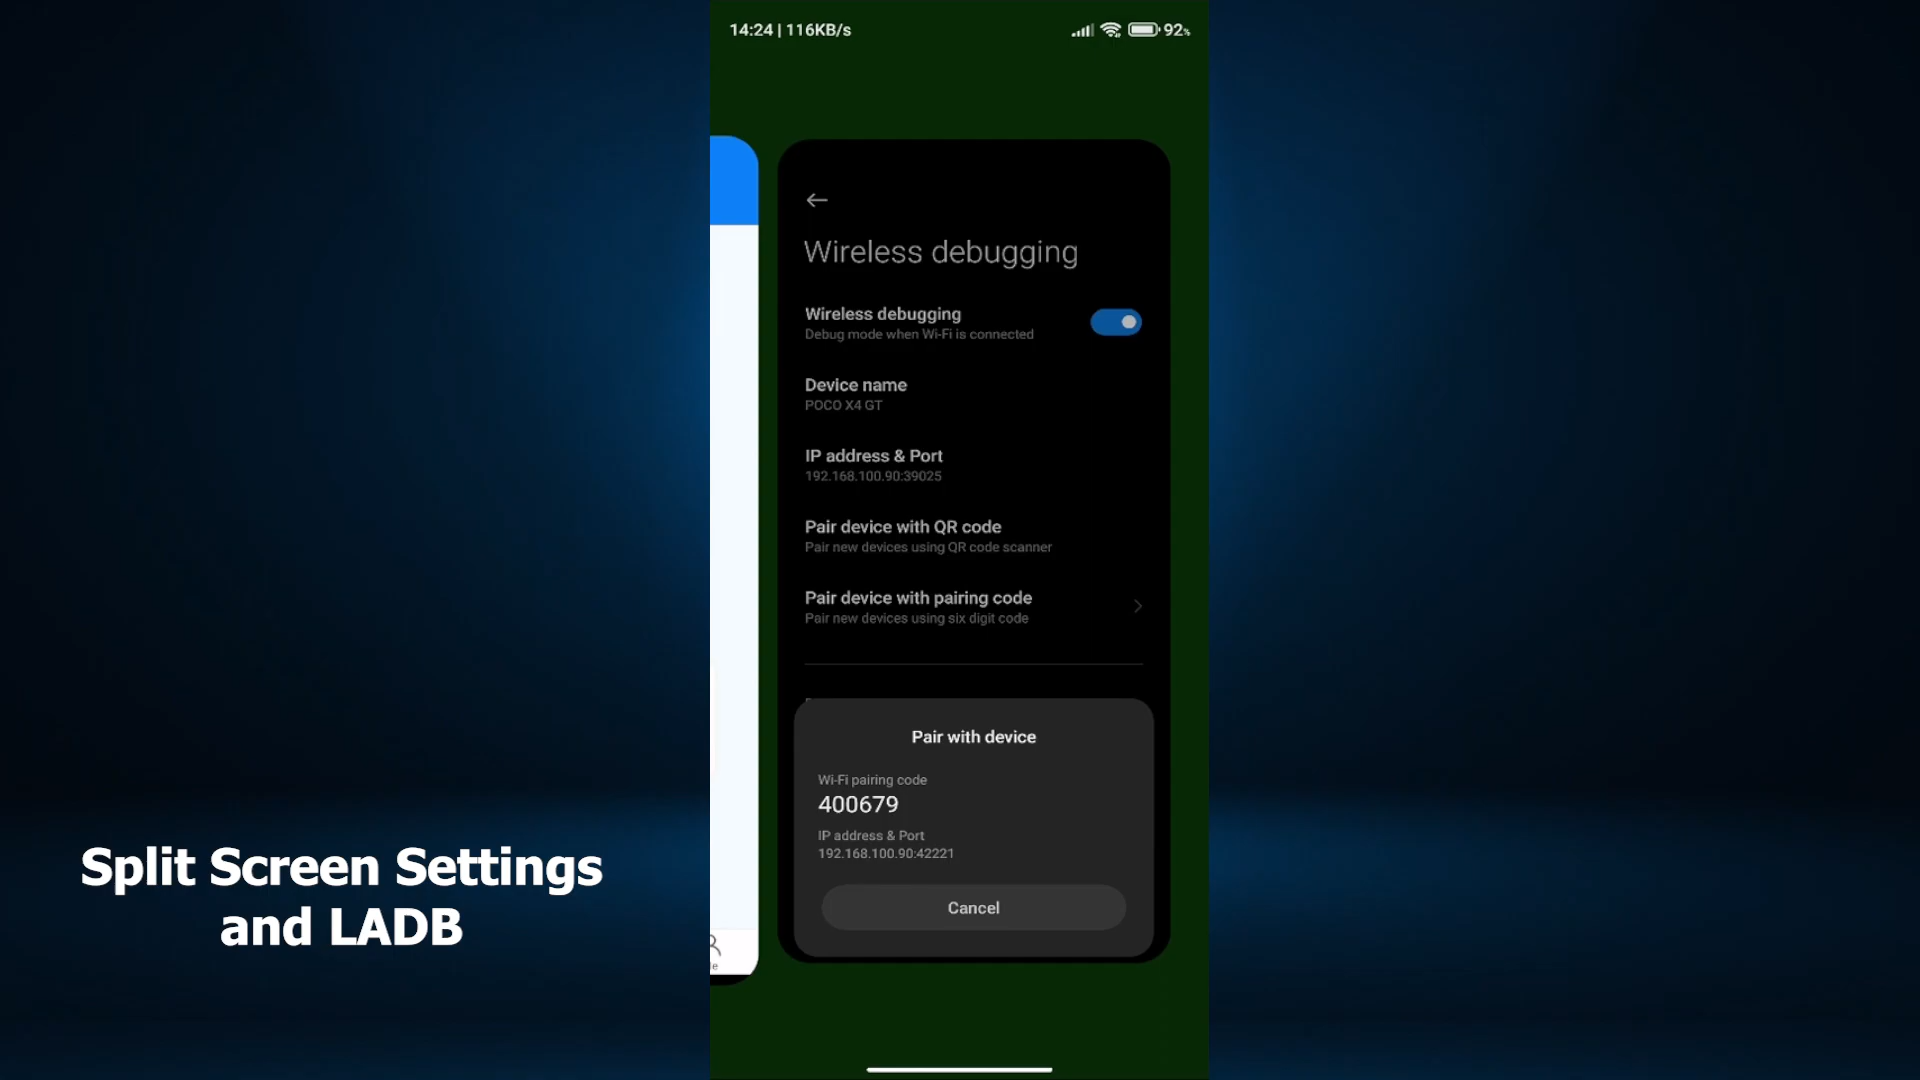 14:24 | 116KB/s
92%
Wireless debugging
Wireless debugging
Debug mode when Wi-Fi is connected
Device name
POCO X4 GT
IP address & Port
192.168.100.90:39025
Pair device with QR code
Pair new devices using QR code scanner
Pair device with pairing code
Pair new devices using six digit code
Pair with device
Wi-Fi pairing code
400679
IP address & Port
192.168.100.90:42221
Cancel
Split Screen Settings
and LADB